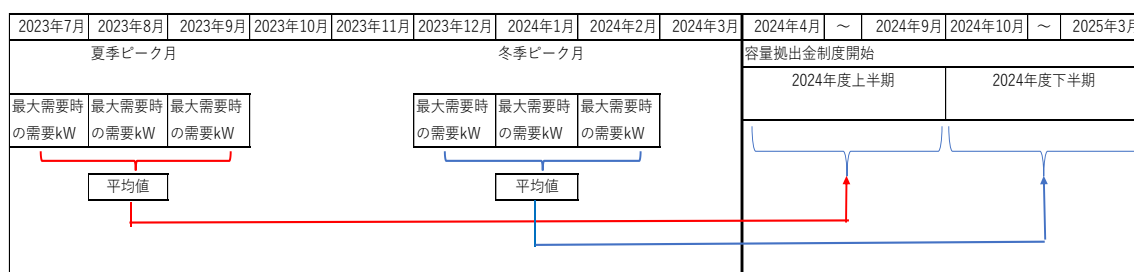 2023年7月 2023年8月 2023年9月 2023年10月 2023年11月 2023年12月 2024年1月 2024年2月 2024年3月 2024年4月 ～ 2024年9月 2024年10月 ～ 2025年3月
夏季ピーク月 冬季ピーク月 容量拠出金制度開始
2024年度上半期 2024年度下半期
最大需要時 最大需要時 最大需要時 最大需要時 最大需要時 最大需要時
の需要kW の需要kW の需要kW の需要kW の需要kW の需要kW
平均値 平均値